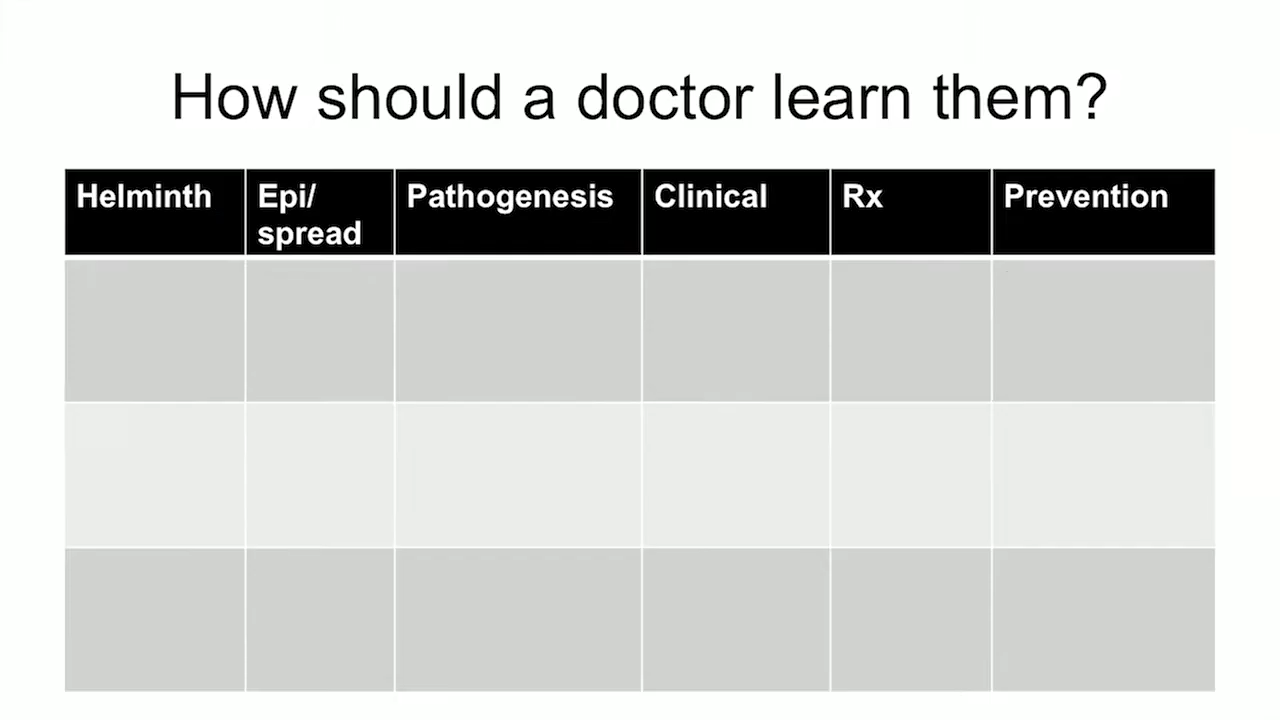 How should a doctor learn them?
Helminth
Epi/
spread
Pathogenesis
Clinical
Rx
Prevention